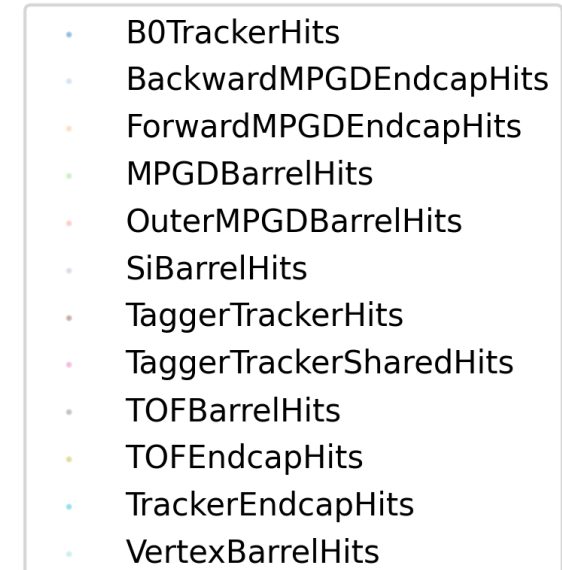 B0TrackerHits
BackwardMPGDEndcapHits
ForwardMPGDEndcapHits
MPGDBarrelHits
OuterMPGDBarrelHits
SiBarrelHits
TaggerTrackerHits
TaggerTrackerSharedHits
TOFBarrelHits
TOFEndcapHits
TrackerEndcapHits
VertexBarrelHits